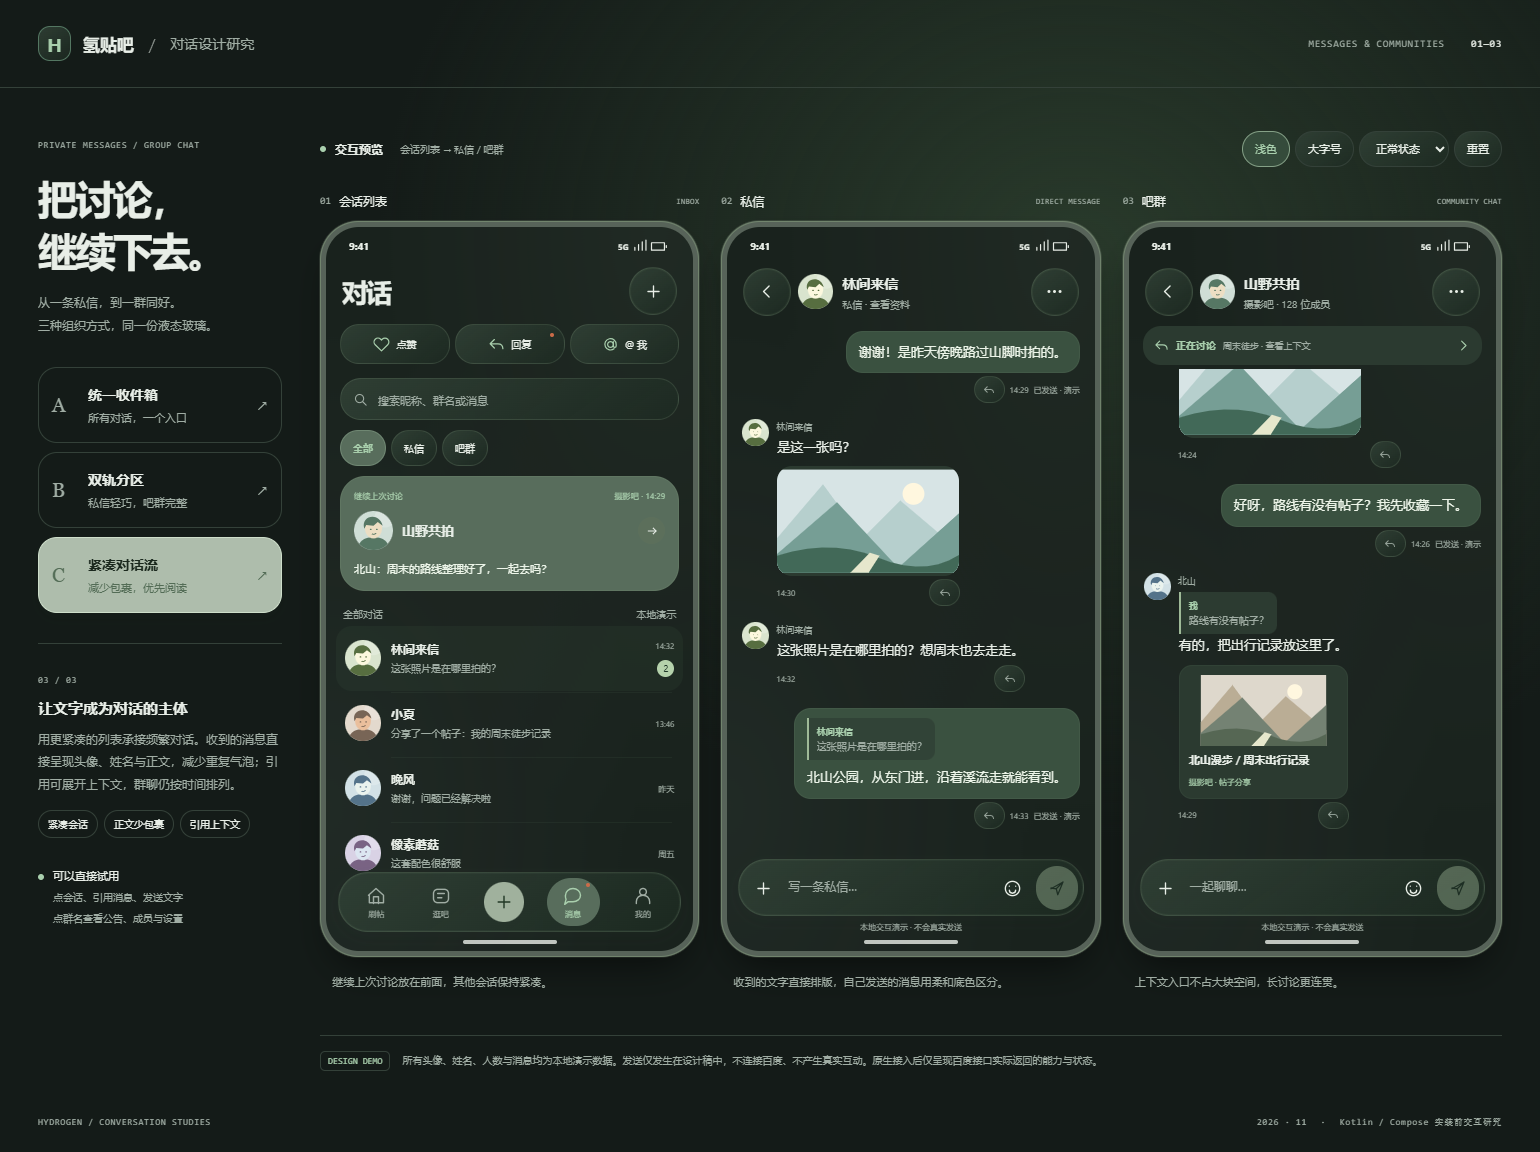 H 氢贴吧 / 对话设计研究
MESSAGES & COMMUNITIES 01—03
PRIVATE MESSAGES / GROUP CHAT
把讨论，
继续下去。
从一条私信，到一群同好。
三种组织方式，同一份液态玻璃。
A 统一收件箱 ↗
所有对话，一个入口
B 双轨分区 ↗
私信轻巧，吧群完整
C 紧凑对话流 ↗
减少包裹，优先阅读
03 / 03
让文字成为对话的主体
用更紧凑的列表承接频繁对话。收到的消息直
接呈现头像、姓名与正文，减少重复气泡；引
用可展开上下文，群聊仍按时间排列。
紧凑会话 正文少包裹 引用上下文
可以直接试用
点会话、引用消息、发送文字
点群名查看公告、成员与设置
交互预览 会话列表 → 私信 / 吧群
浅色 大字号 正常状态 重置
01 会话列表 INBOX
9:41 5G
对话
点赞 回复 @ 我
搜索昵称、群名或消息
全部 私信 吧群
继续上次讨论 摄影吧 · 14:29
山野共拍
北山：周末的路线整理好了，一起去吗？
全部对话 本地演示
林间来信 14:32
这张照片是在哪里拍的？ 2
小夏
分享了一个帖子：我的周末徒步记录 13:46
晚风
谢谢，问题已经解决啦 昨天
像素蘑菇
这套配色很舒服 周五
刷帖 逛吧 消息 我的
继续上次讨论放在前面，其他会话保持紧凑。
02 私信 DIRECT MESSAGE
9:41 5G
林间来信
私信 · 查看资料
谢谢！是昨天傍晚路过山脚时拍的。
14:29 已发送 · 演示
林间来信
是这一张吗？
14:30
林间来信
这张照片是在哪里拍的？想周末也去走走。
14:32
林间来信
这张照片是在哪里拍的？
北山公园，从东门进，沿着溪流走就能看到。
14:33 已发送 · 演示
写一条私信...
本地交互演示 · 不会真实发送
收到的文字直接排版，自己发送的消息用柔和底色区分。
03 吧群 COMMUNITY CHAT
9:41 5G
山野共拍
摄影吧 · 128 位成员
正在讨论 周末徒步 · 查看上下文
14:24
好呀，路线有没有帖子？我先收藏一下。
14:26 已发送 · 演示
北山
我
路线有没有帖子？
有的，把出行记录放这里了。
北山漫步 / 周末出行记录
摄影吧 · 帖子分享
14:29
一起聊聊...
本地交互演示 · 不会真实发送
上下文入口不占大块空间，长讨论更连贯。
DESIGN DEMO 所有头像、姓名、人数与消息均为本地演示数据。发送仅发生在设计稿中，不连接百度、不产生真实互动。原生接入后仅呈现百度接口实际返回的能力与状态。
HYDROGEN / CONVERSATION STUDIES
2026 · 11 · Kotlin / Compose 实装前交互研究